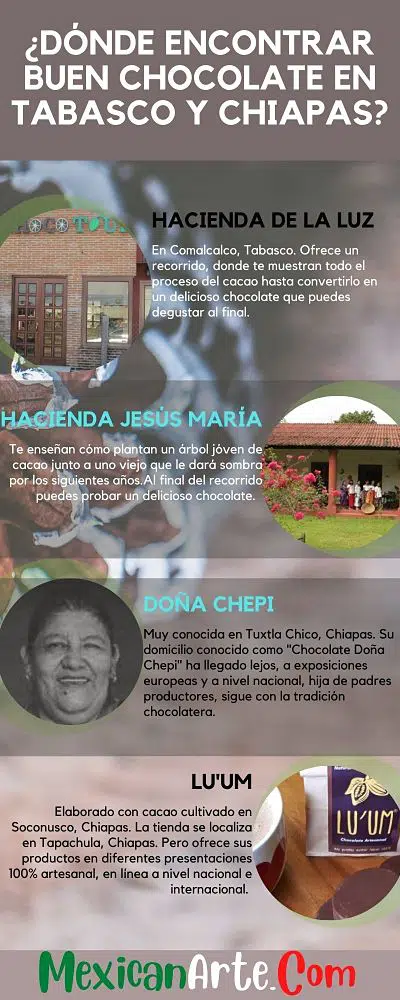 ¿DÓNDE ENCONTRAR
BUEN CHOCOLATE EN
TABASCO Y CHIAPAS?
HACIENDA DE LA LUZ
En Comalcalco, Tabasco. Ofrece un
recorrido, donde te muestran todo el
proceso del cacao hasta convertirlo en
un delicioso chocolate que puedes
degustar al final.
HACIENDA JESÙS MARÍA
Te enseñan cómo plantan un árbol jóven de
cacao junto a uno viejo que le dará sombra
por los siguientes años.Al final del recorrido
puedes probar un delicioso chocolate.
DOÑA CHEPI
Muy conocida en Tuxtla Chico, Chiapas. Su
domicilio conocido como "Chocolate Doña
Chepi" ha llegado lejos, a exposiciones
europeas y a nivel nacional, hija de padres
productores, sigue con la tradición
chocolatera.
LU'UM
Elaborado con cacao cultivado en
Soconusco, Chiapas. La tienda se localiza
en Tapachula, Chiapas. Pero ofrece sus
productos en diferentes presentaciones
100% artesanal, en línea a nivel nacional e
internacional.
LU'UM
Chocolate Artesanal
MexicanArte.Com